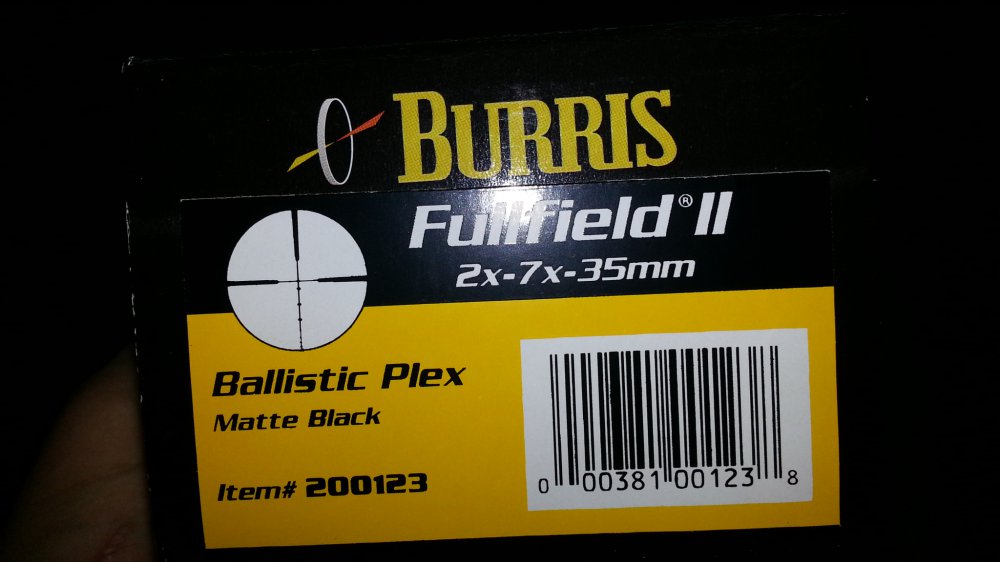 BURRIS
Fullfield® II
2x-7x-35mm
Ballistic Plex
Matte Black
Item# 200123
0 00381 00123 8